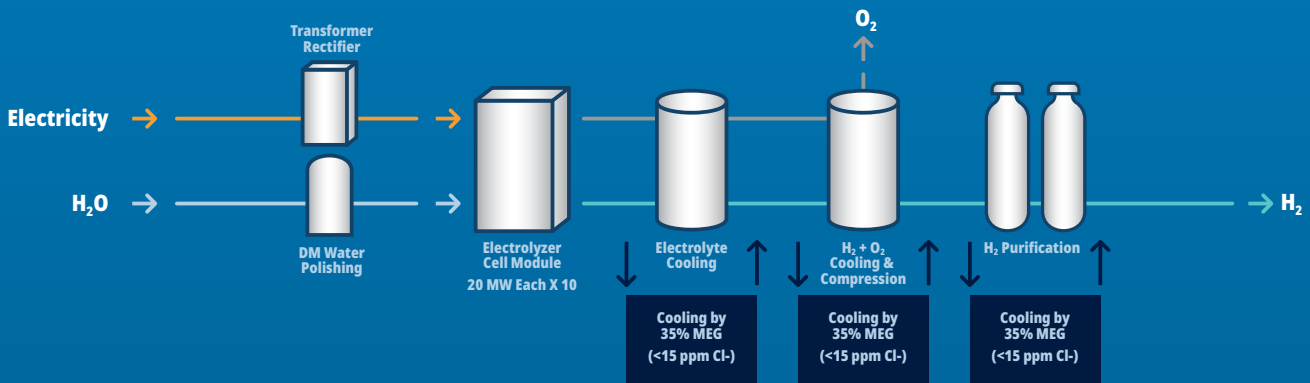 O₂
Transformer
Rectifier
Electricity
H₂O
H₂
DM Water
Polishing
Electrolyzer
Cell Module
20 MW Each X 10
Electrolyte
Cooling
H₂ + O₂
Cooling &
Compression
H₂ Purification
Cooling by
35% MEG
(<15 ppm Cl-)
Cooling by
35% MEG
(<15 ppm Cl-)
Cooling by
35% MEG
(<15 ppm Cl-)